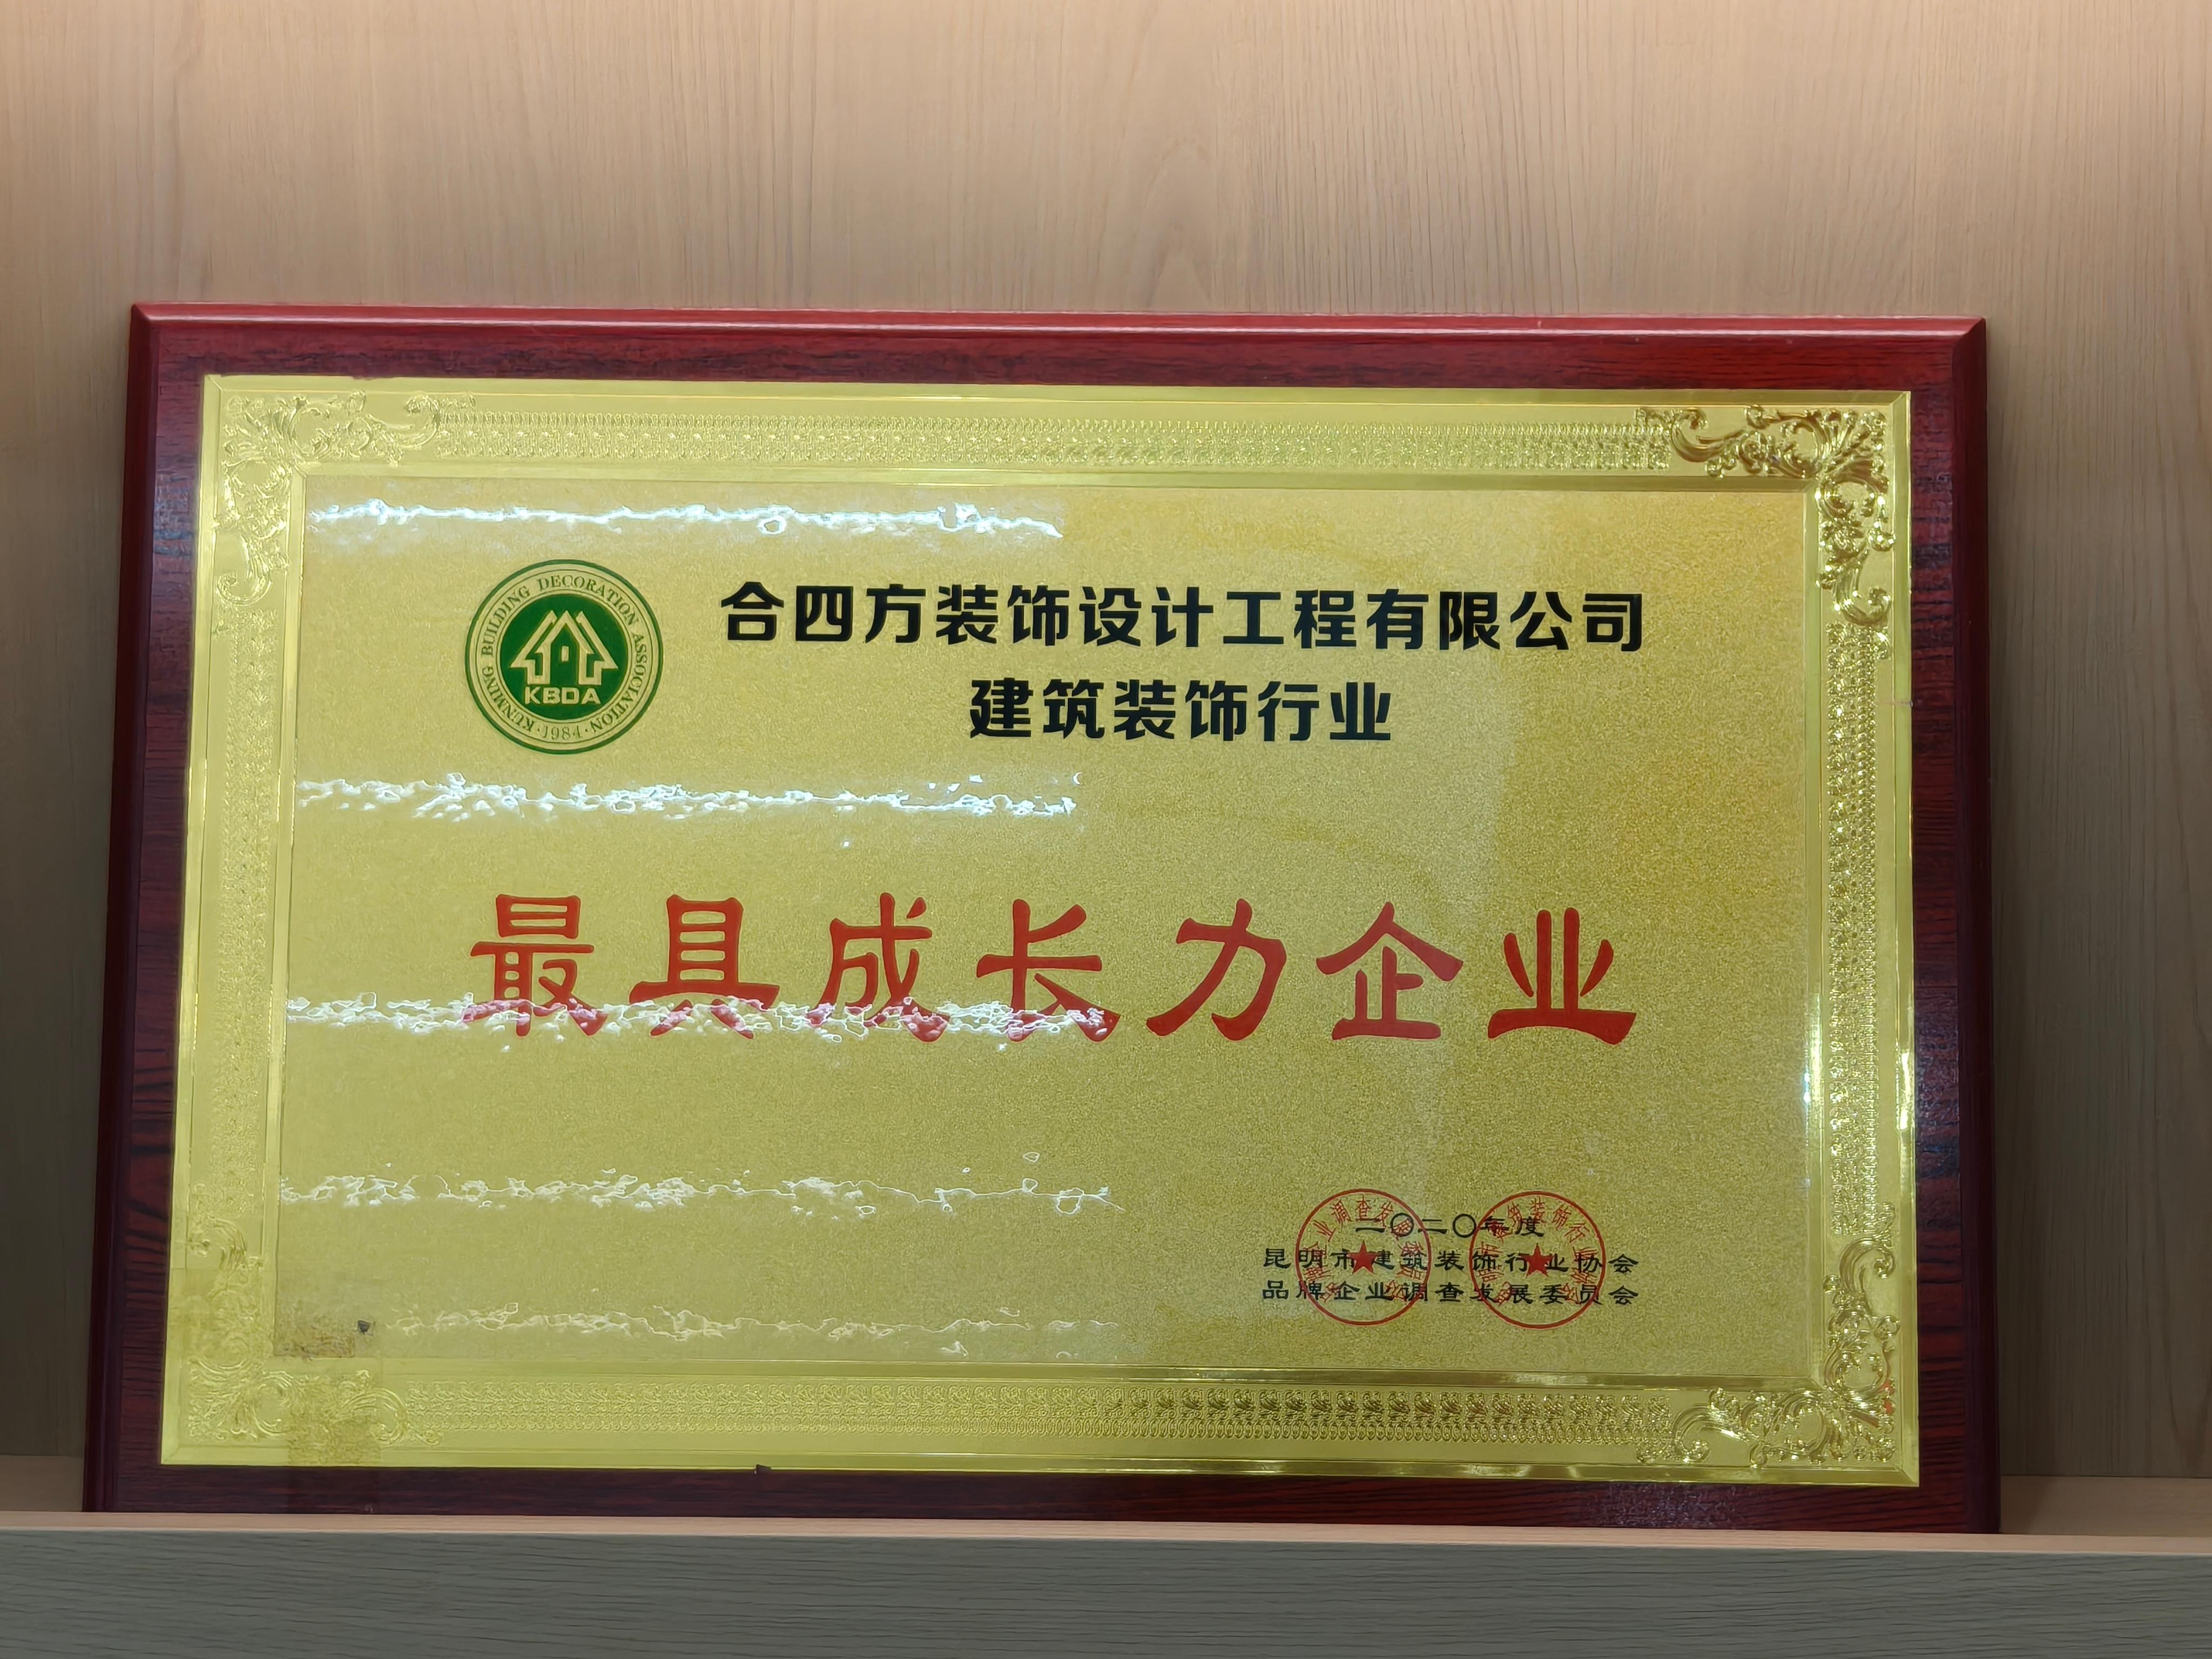 KUNMING BUILDING DECORATION ASSOCIATION
KBDA
·1984·
合四方装饰设计工程有限公司
建筑装饰行业
最具成长力企业
二〇二〇年度
昆明市建筑装饰行业协会
品牌企业调查发展委员会